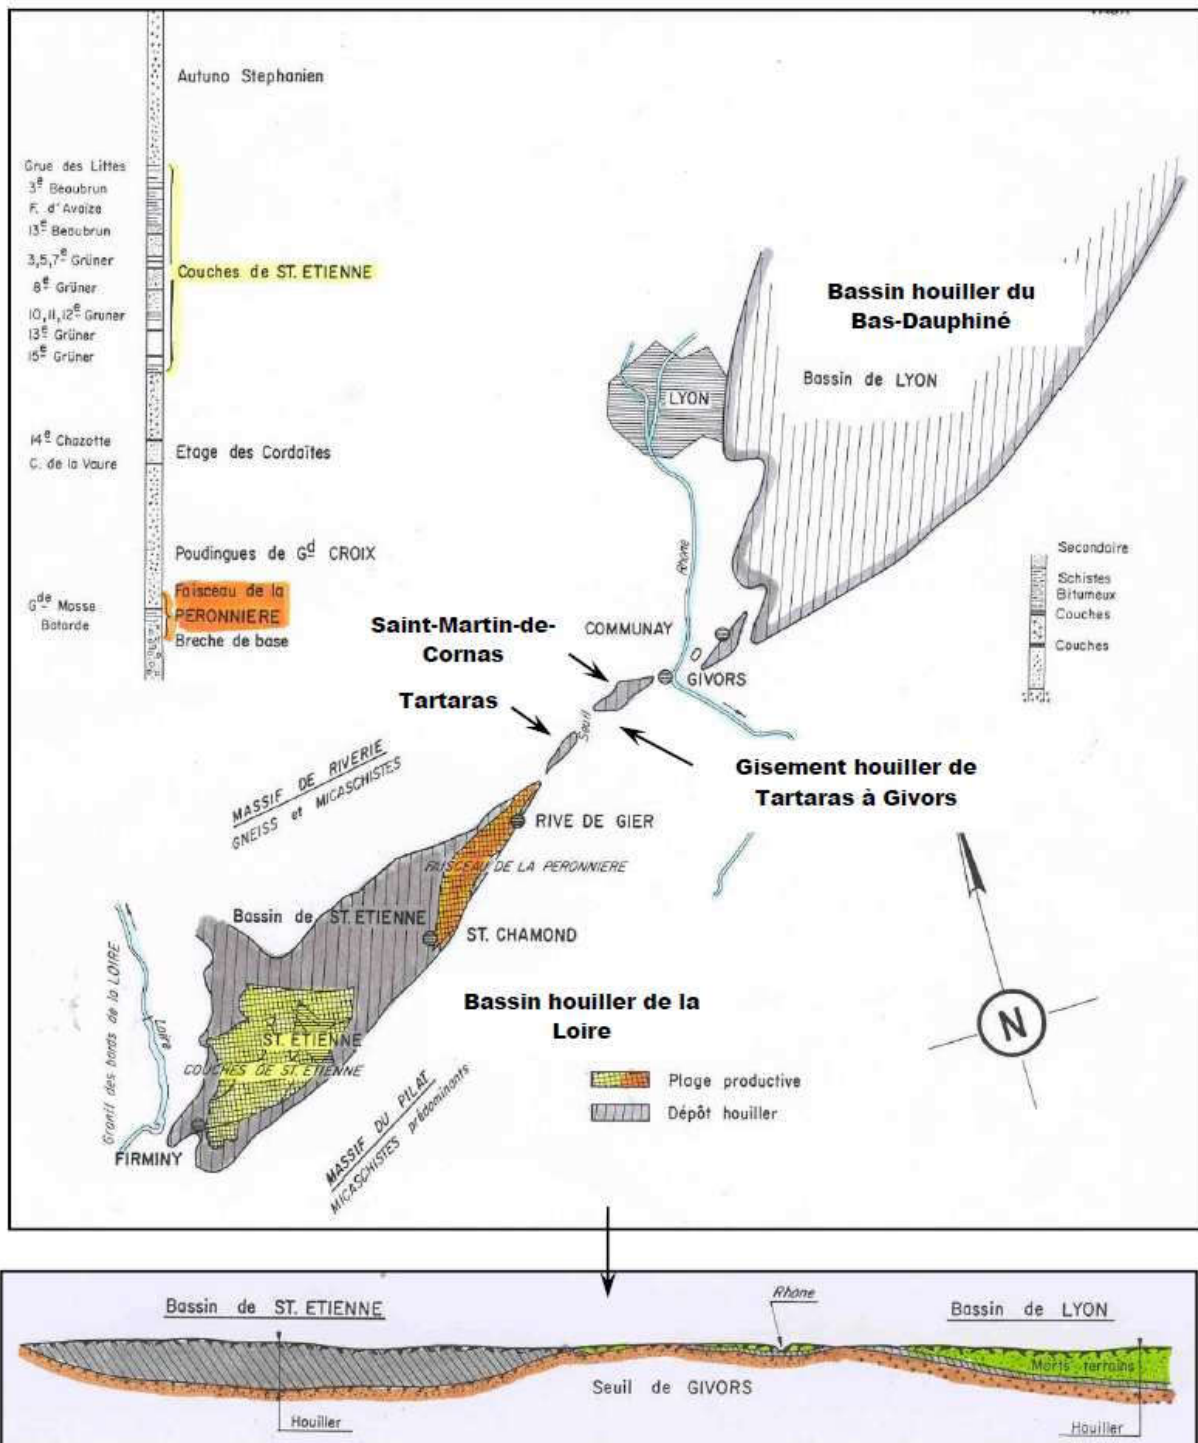 Autuno Stephanien
Grue des Littes
3e Beaubrun
F. d'Avaize
13e Beaubrun
3,5,7e Grüner
8e Grüner
10,11,12e Gruner
13e Grüner
15e Grüner
Couches de ST. ETIENNE
14e Chazotte
C. de la Vaure
Etage des Cordaïtes
Poudingues de Gd CROIX
Gde Masse
Batarde
Faisceau de la
PERONNIERE
Breche de base
Bassin houiller du
Bas-Dauphiné
Bassin de LYON
LYON
Rhone
Secondaire
Schistes
Bitumeux
Couches
Couches
COMMUNAY
GIVORS
Saint-Martin-de-
Cornas
Tartaras
Seuil
Gisement houiller de
Tartaras à Givors
MASSIF DE RIVERIE
GNEISS et MICASCHISTES
RIVE DE GIER
FAISCEAU DE LA PERONNIERE
Bassin de ST. ETIENNE
ST. CHAMOND
Granit des bords de la LOIRE
Loire
ST. ETIENNE
COUCHES DE ST. ETIENNE
FIRMINY
MASSIF DU PILAT
MICASCHISTES prédominants
Bassin houiller de la
Loire
Plage productive
Dépôt houiller
N
Bassin de ST. ETIENNE
Rhone
Bassin de LYON
Morts terrains
Seuil de GIVORS
Houiller
Houiller